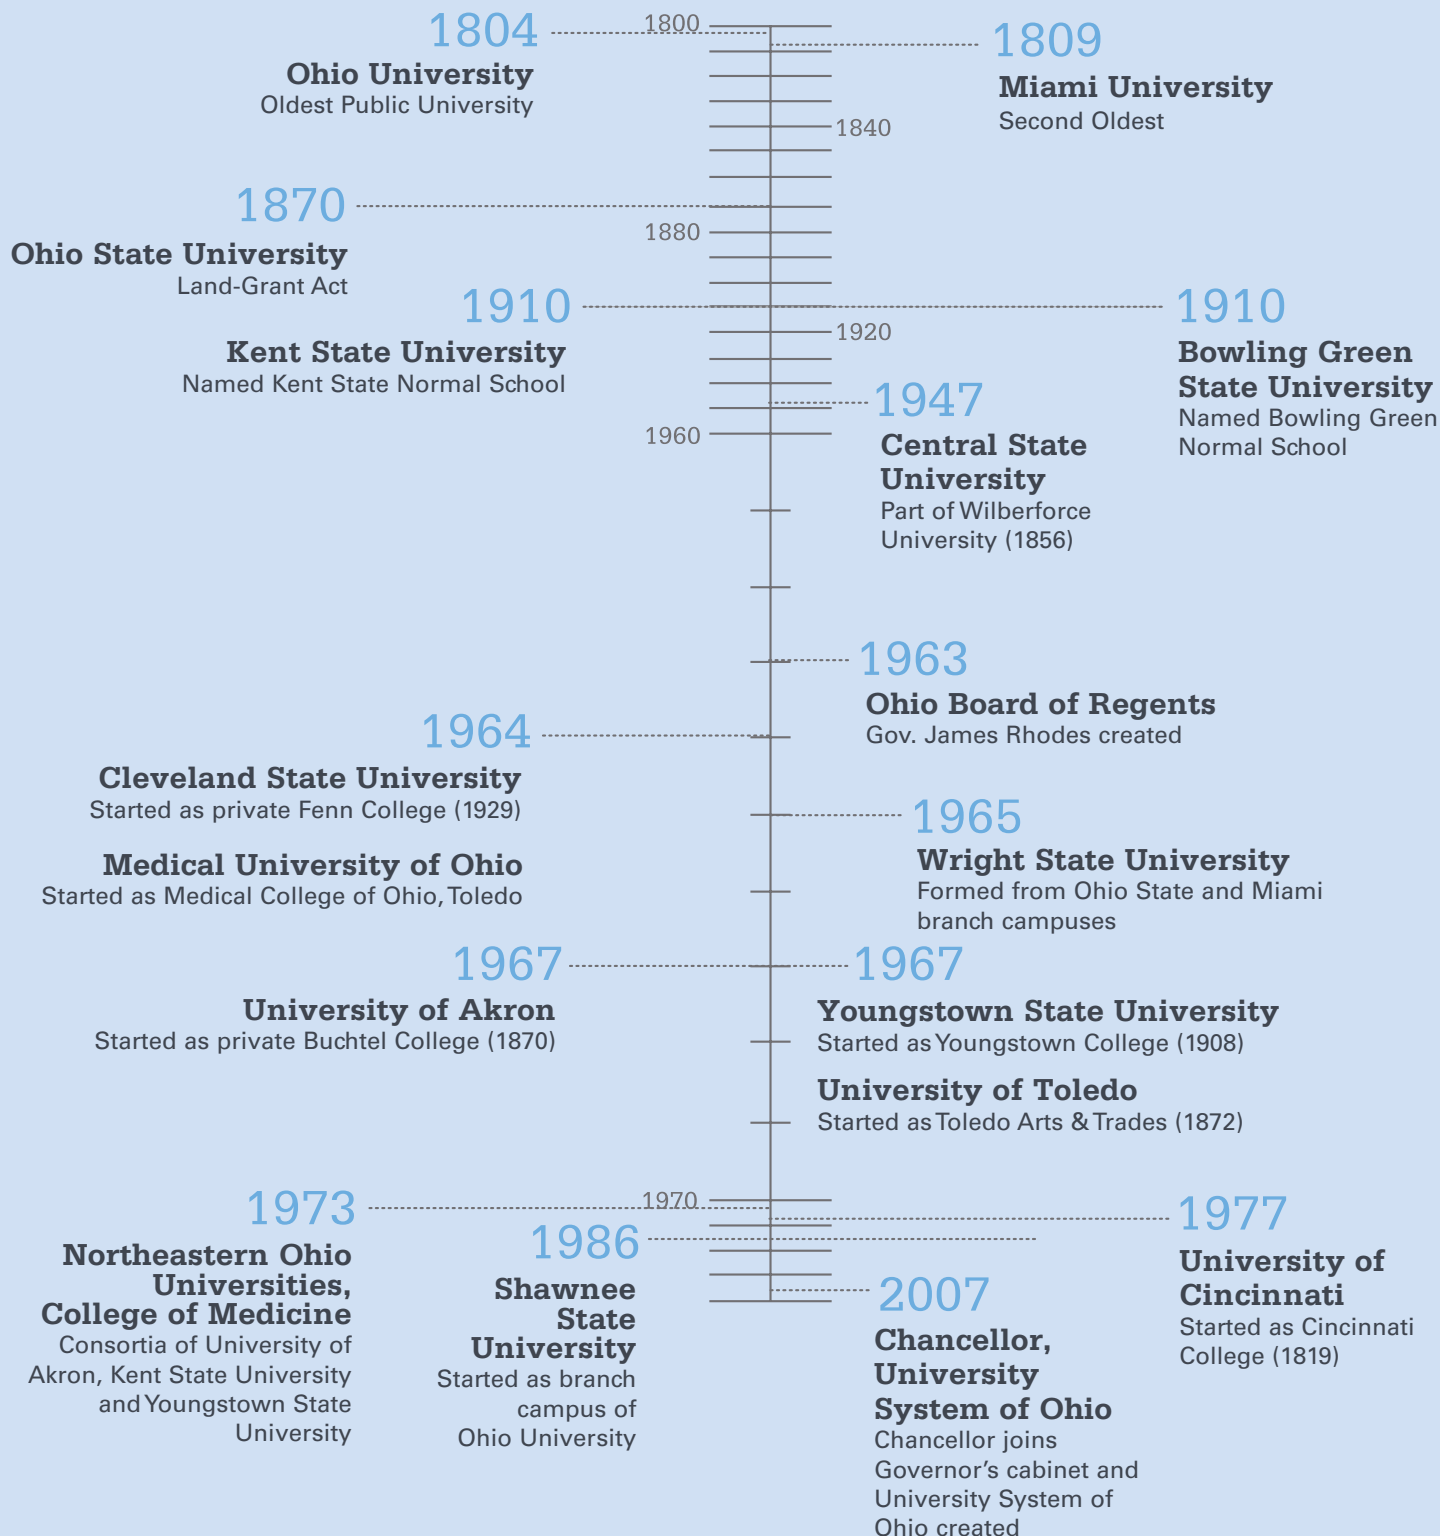 1800
1804
Ohio University
Oldest Public University
1809
Miami University
Second Oldest
1840
1870
Ohio State University
Land-Grant Act
1880
1910
Kent State University
Named Kent State Normal School
1910
Bowling Green
State University
Named Bowling Green
Normal School
1920
1947
Central State
University
Part of Wilberforce
University (1856)
1960
1963
Ohio Board of Regents
Gov. James Rhodes created
1964
Cleveland State University
Started as private Fenn College (1929)
Medical University of Ohio
Started as Medical College of Ohio, Toledo
1965
Wright State University
Formed from Ohio State and Miami
branch campuses
1967
University of Akron
Started as private Buchtel College (1870)
1967
Youngstown State University
Started as Youngstown College (1908)
University of Toledo
Started as Toledo Arts & Trades (1872)
1970
1973
Northeastern Ohio
Universities,
College of Medicine
Consortia of University of
Akron, Kent State University
and Youngstown State
University
1977
University of
Cincinnati
Started as Cincinnati
College (1819)
1986
Shawnee
State
University
Started as branch
campus of
Ohio University
2007
Chancellor,
University
System of Ohio
Chancellor joins
Governor's cabinet and
University System of
Ohio created